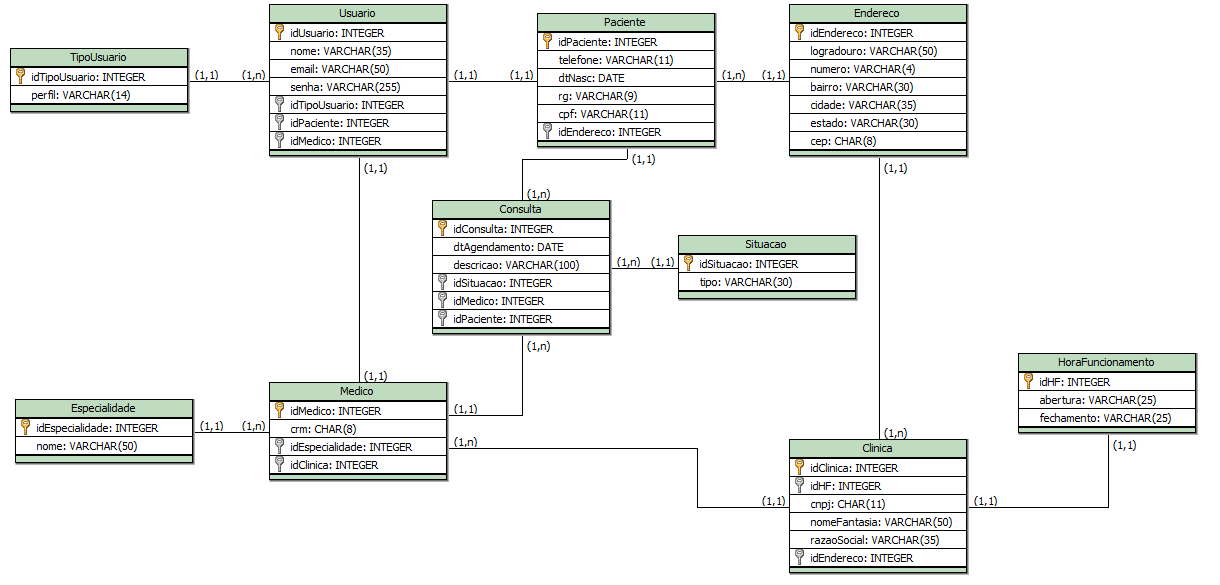 TipoUsuario
idTipoUsuario: INTEGER
perfil: VARCHAR(14)
(1,1)
(1,n)
Usuario
idUsuario: INTEGER
nome: VARCHAR(35)
email: VARCHAR(50)
senha: VARCHAR(255)
idTipoUsuario: INTEGER
idPaciente: INTEGER
idMedico: INTEGER
(1,1)
(1,1)
(1,1)
Paciente
idPaciente: INTEGER
telefone: VARCHAR(11)
dtNasc: DATE
rg: VARCHAR(9)
cpf: VARCHAR(11)
idEndereco: INTEGER
(1,n)
(1,1)
(1,1)
Endereco
idEndereco: INTEGER
logradouro: VARCHAR(50)
numero: VARCHAR(4)
bairro: VARCHAR(30)
cidade: VARCHAR(35)
estado: VARCHAR(30)
cep: CHAR(8)
(1,1)
(1,n)
Consulta
idConsulta: INTEGER
dtAgendamento: DATE
descricao: VARCHAR(100)
idSituacao: INTEGER
idMedico: INTEGER
idPaciente: INTEGER
(1,n)
(1,n)
(1,1)
Situacao
idSituacao: INTEGER
tipo: VARCHAR(30)
Especialidade
idEspecialidade: INTEGER
nome: VARCHAR(50)
(1,1)
(1,n)
(1,1)
Medico
idMedico: INTEGER
crm: CHAR(8)
idEspecialidade: INTEGER
idClinica: INTEGER
(1,1)
(1,n)
(1,1)
(1,n)
Clinica
idClinica: INTEGER
idHF: INTEGER
cnpj: CHAR(11)
nomeFantasia: VARCHAR(50)
razaoSocial: VARCHAR(35)
idEndereco: INTEGER
(1,1)
HoraFuncionamento
idHF: INTEGER
abertura: VARCHAR(25)
fechamento: VARCHAR(25)
(1,1)